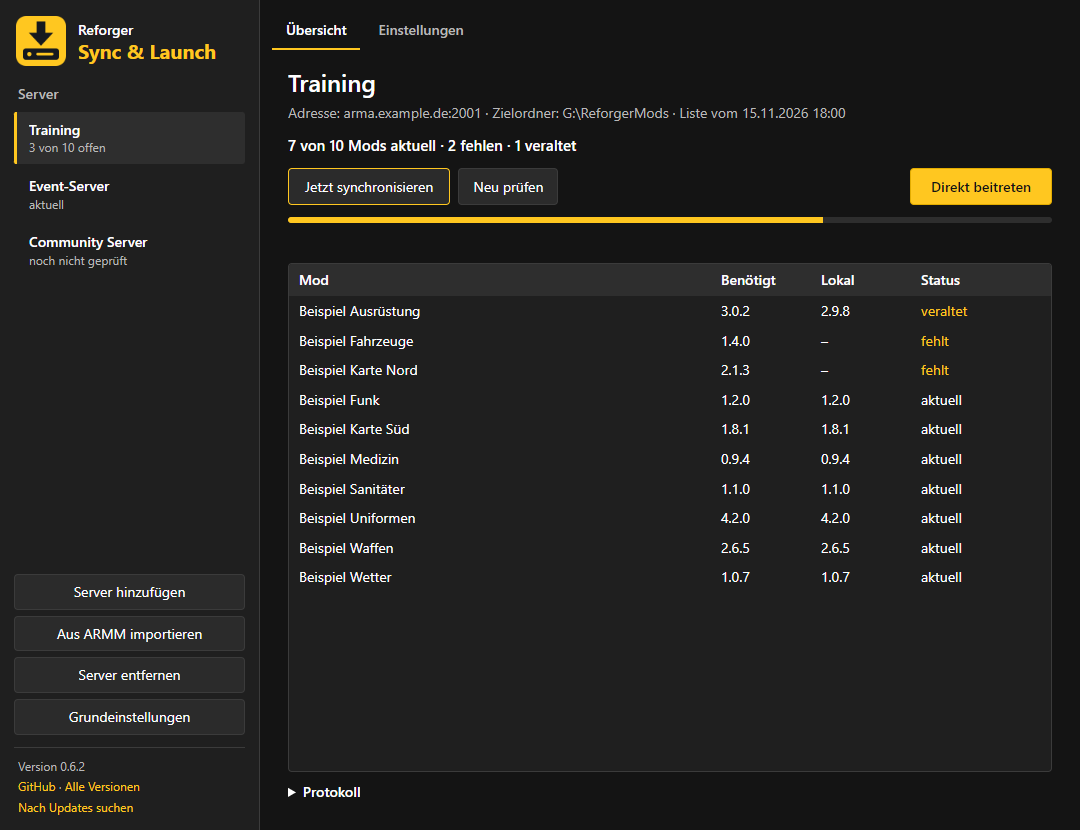 Reforger
Sync & Launch
Server
Training
3 von 10 offen
Event-Server
aktuell
Community Server
noch nicht geprüft
Server hinzufügen
Aus ARMM importieren
Server entfernen
Grundeinstellungen
Version 0.6.2
GitHub · Alle Versionen
Nach Updates suchen
Übersicht Einstellungen
Training
Adresse: arma.example.de:2001 · Zielordner: G:\ReforgerMods · Liste vom 15.11.2026 18:00
7 von 10 Mods aktuell · 2 fehlen · 1 veraltet
Jetzt synchronisieren Neu prüfen Direkt beitreten
Mod Benötigt Lokal Status
Beispiel Ausrüstung 3.0.2 2.9.8 veraltet
Beispiel Fahrzeuge 1.4.0 – fehlt
Beispiel Karte Nord 2.1.3 – fehlt
Beispiel Funk 1.2.0 1.2.0 aktuell
Beispiel Karte Süd 1.8.1 1.8.1 aktuell
Beispiel Medizin 0.9.4 0.9.4 aktuell
Beispiel Sanitäter 1.1.0 1.1.0 aktuell
Beispiel Uniformen 4.2.0 4.2.0 aktuell
Beispiel Waffen 2.6.5 2.6.5 aktuell
Beispiel Wetter 1.0.7 1.0.7 aktuell
Protokoll